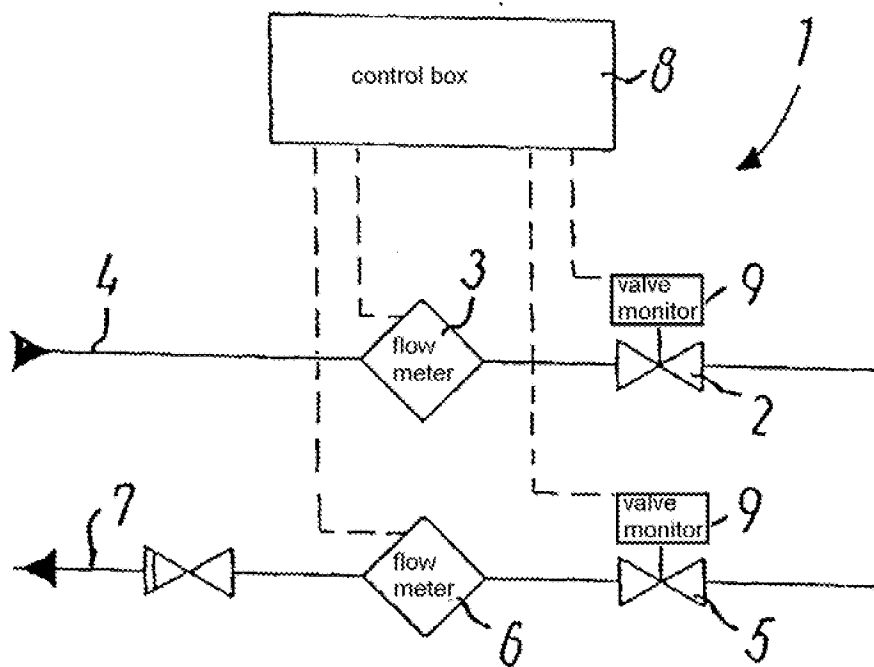 1
control box
8
4
3
valve
monitor
9
flow
meter
2
7
valve
monitor
9
flow
meter
6
5